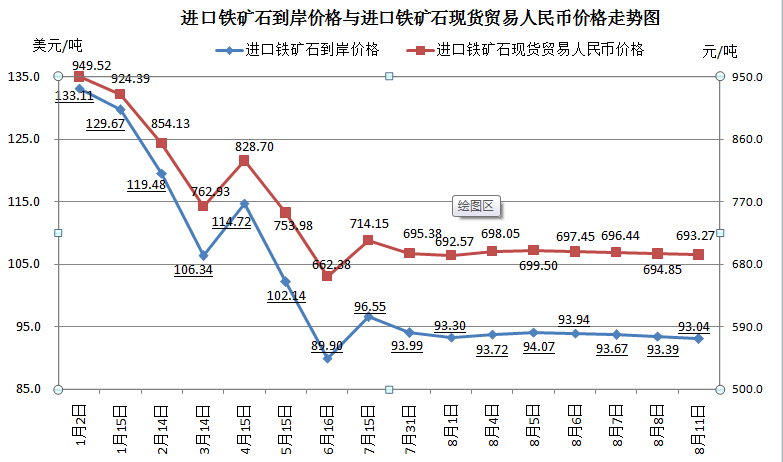 进口铁矿石到岸价格与进口铁矿石现货贸易人民币价格走势图
美元/吨
进口铁矿石到岸价格
进口铁矿石现货贸易人民币价格
元/吨
135.0
125.0
115.0
105.0
95.0
85.0
950.0
860.0
770.0
680.0
590.0
500.0
949.52
924.39
854.13
762.93
828.70
753.98
662.38
714.15
695.38
692.57
698.05
699.50
697.45
696.44
694.85
693.27
133.11
129.67
119.48
106.34
114.72
102.14
89.90
96.55
93.99
93.30
93.72
94.07
93.94
93.67
93.39
93.04
绘图区
1月2日
1月15日
2月14日
3月14日
4月15日
5月15日
6月16日
7月15日
7月31日
8月1日
8月4日
8月5日
8月6日
8月7日
8月8日
8月11日